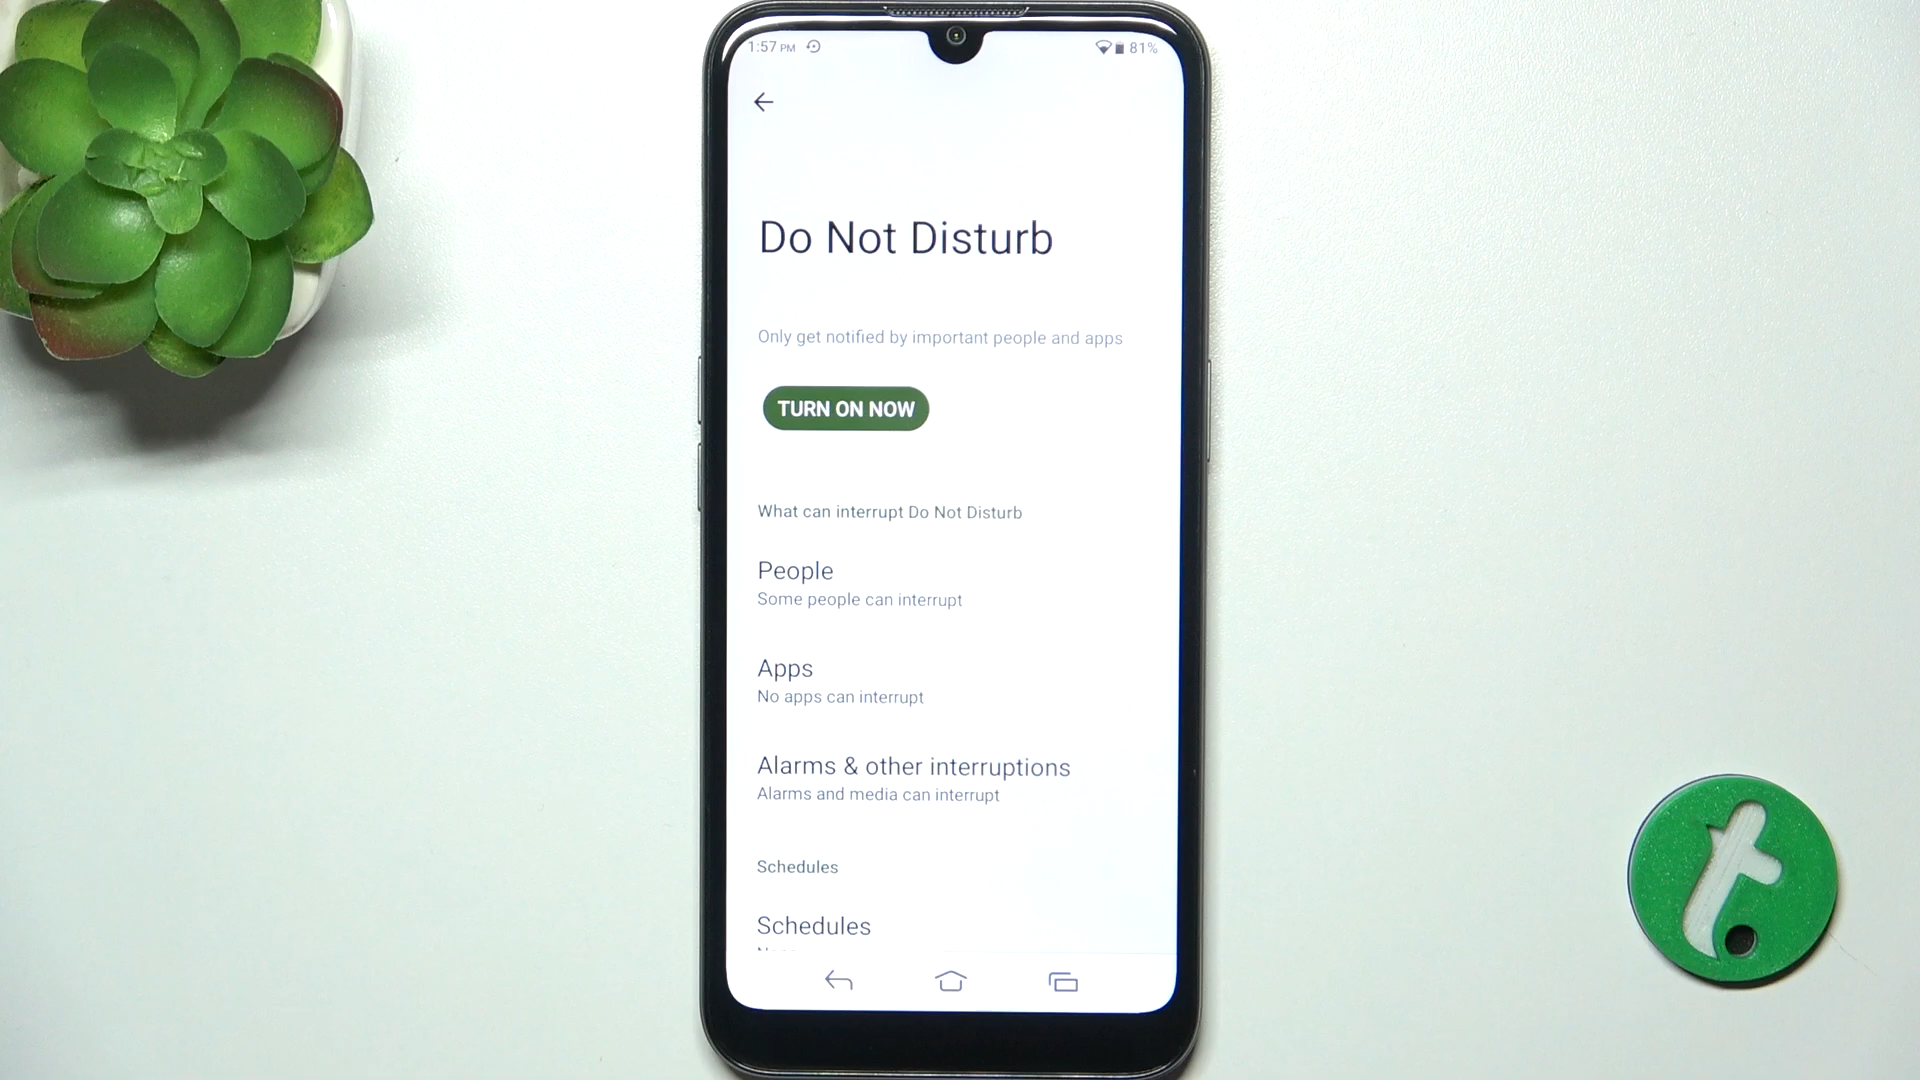 1:57 PM 81%
Do Not Disturb
Only get notified by important people and apps
TURN ON NOW
What can interrupt Do Not Disturb
People
Some people can interrupt
Apps
No apps can interrupt
Alarms & other interruptions
Alarms and media can interrupt
Schedules
Schedules
t